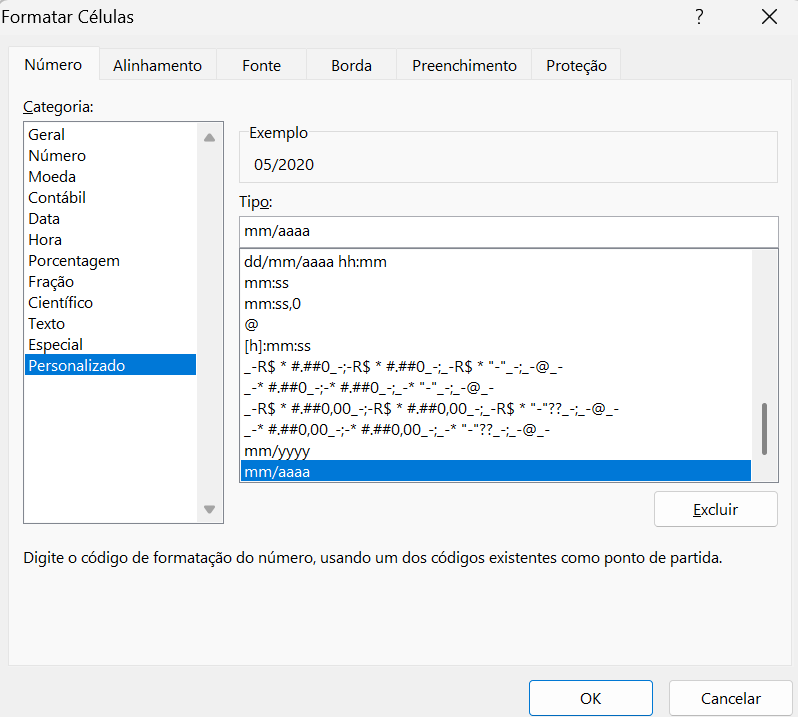 Formatar Células
?
Número Alinhamento Fonte Borda Preenchimento Proteção
Categoria:
Geral
Número
Moeda
Contábil
Data
Hora
Porcentagem
Fração
Científico
Texto
Especial
Personalizado
Exemplo
05/2020
Tipo:
mm/aaaa
dd/mm/aaaa hh:mm
mm:ss
mm:ss,0
@
[h]:mm:ss
_-R$ * #.##0_-;-R$ * #.##0_-;_-R$ * "-"_-;_-@_-
_-* #.##0_-;-* #.##0_-;_-* "-"_-;_-@_-
_-R$ * #.##0,00_-;-R$ * #.##0,00_-;_-R$ * "-"??_-;_-@_-
_-* #.##0,00_-;-* #.##0,00_-;_-* "-"??_-;_-@_-
mm/yyyy
mm/aaaa
Excluir
Digite o código de formatação do número, usando um dos códigos existentes como ponto de partida.
OK Cancelar